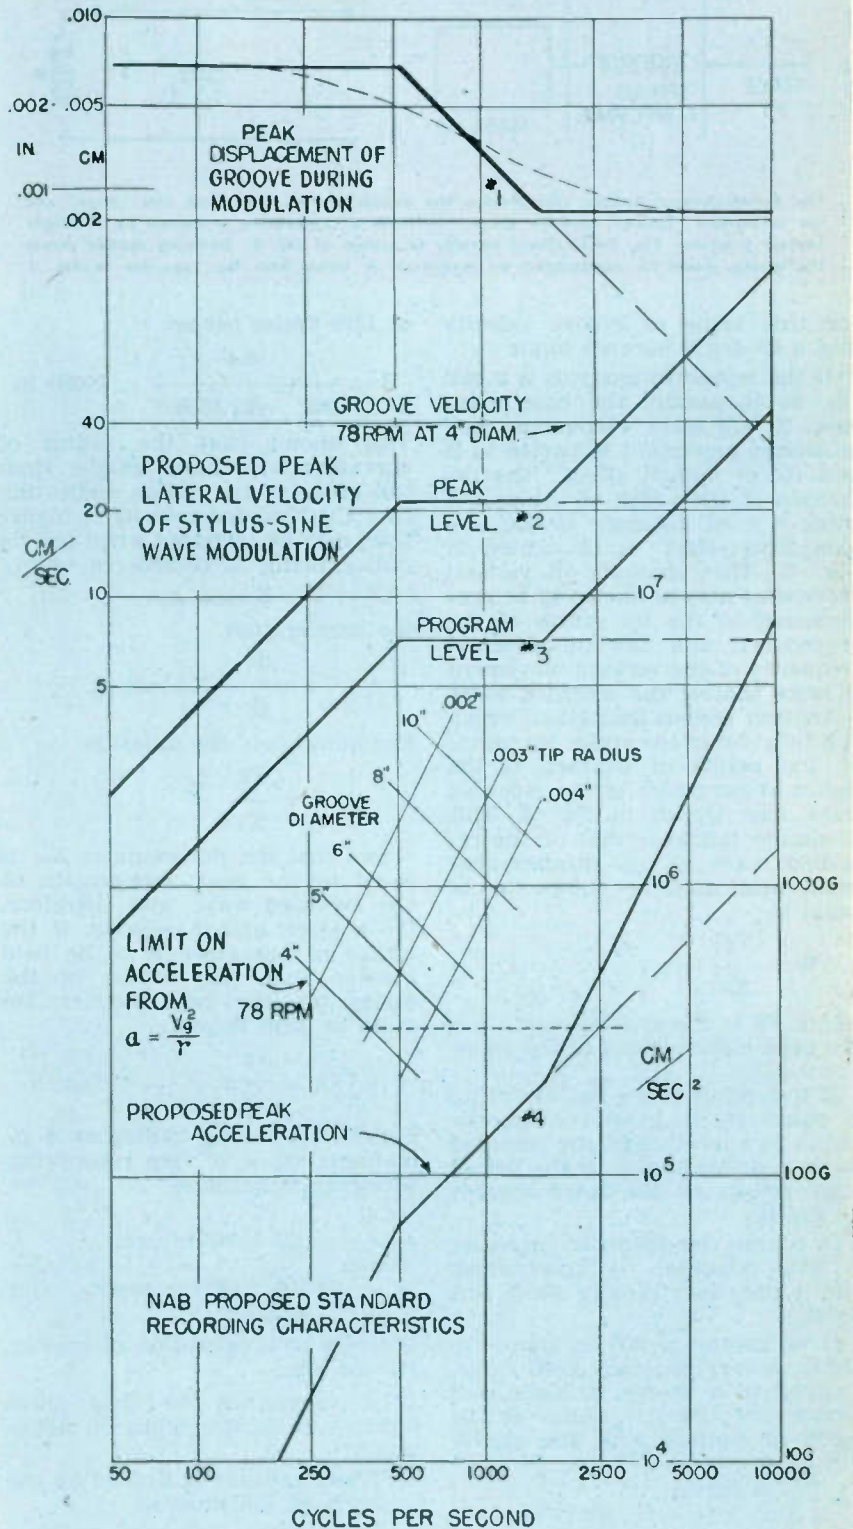 .010
.002 .005
IN. CM
.001
.002
PEAK
DISPLACEMENT OF
GROOVE DURING
MODULATION
#1
40
20
10
5
CM/SEC.
GROOVE VELOCITY
78 RPM AT 4" DIAM.
PROPOSED PEAK
LATERAL VELOCITY
OF STYLUS-SINE
WAVE MODULATION
PEAK
LEVEL #2
10⁷
PROGRAM
LEVEL #3
.002"
10"
.003" TIP RADIUS
.004"
8"
GROOVE
DIAMETER
6"
5"
4"
10⁶ 1000G
LIMIT ON
ACCELERATION
FROM
a = Vg²/r
78 RPM
CM/SEC²
#4
PROPOSED PEAK
ACCELERATION
10⁵ 100G
NAB PROPOSED STANDARD
RECORDING CHARACTERISTICS
10⁴ 10G
50 100 250 500 1000 2500 5000 10000
CYCLES PER SECOND